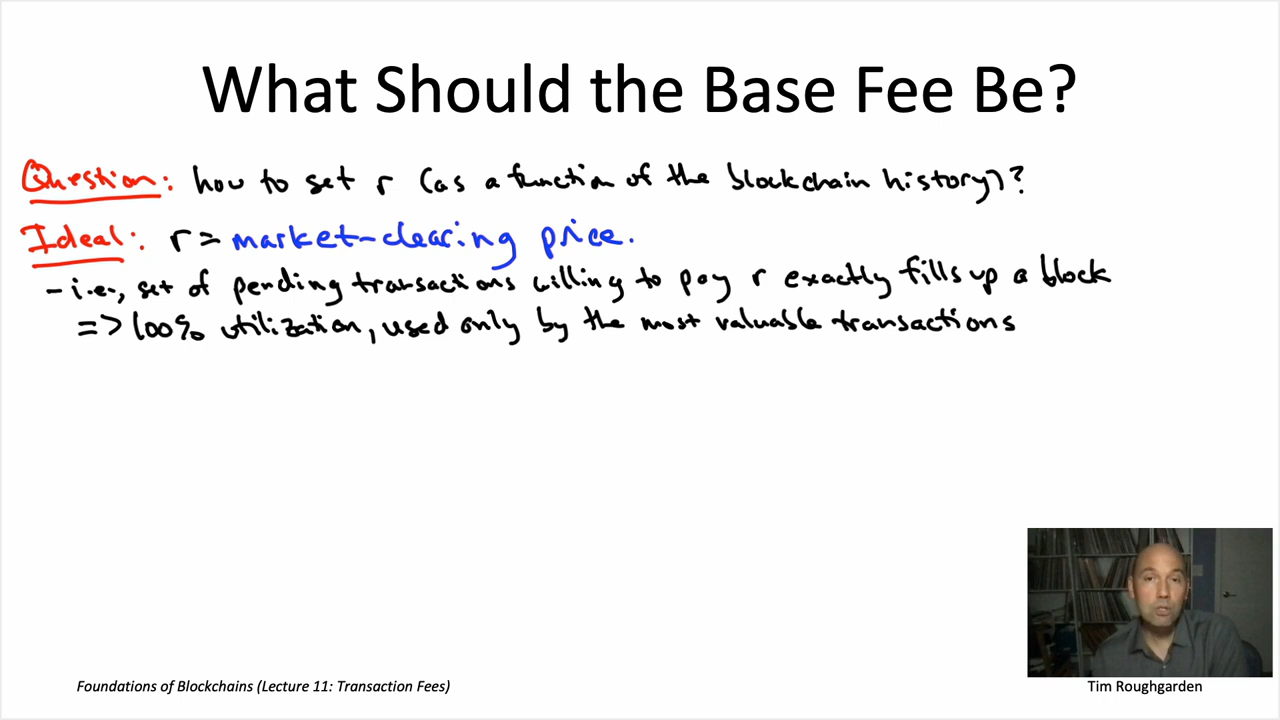 What Should the Base Fee Be?
Question: how to set r (as a function of the blockchain history)?
Ideal: r = market-clearing price.
- i.e., set of pending transactions willing to pay r exactly fills up a block
=> 100% utilization, used only by the most valuable transactions
Foundations of Blockchains (Lecture 11: Transaction Fees)
Tim Roughgarden